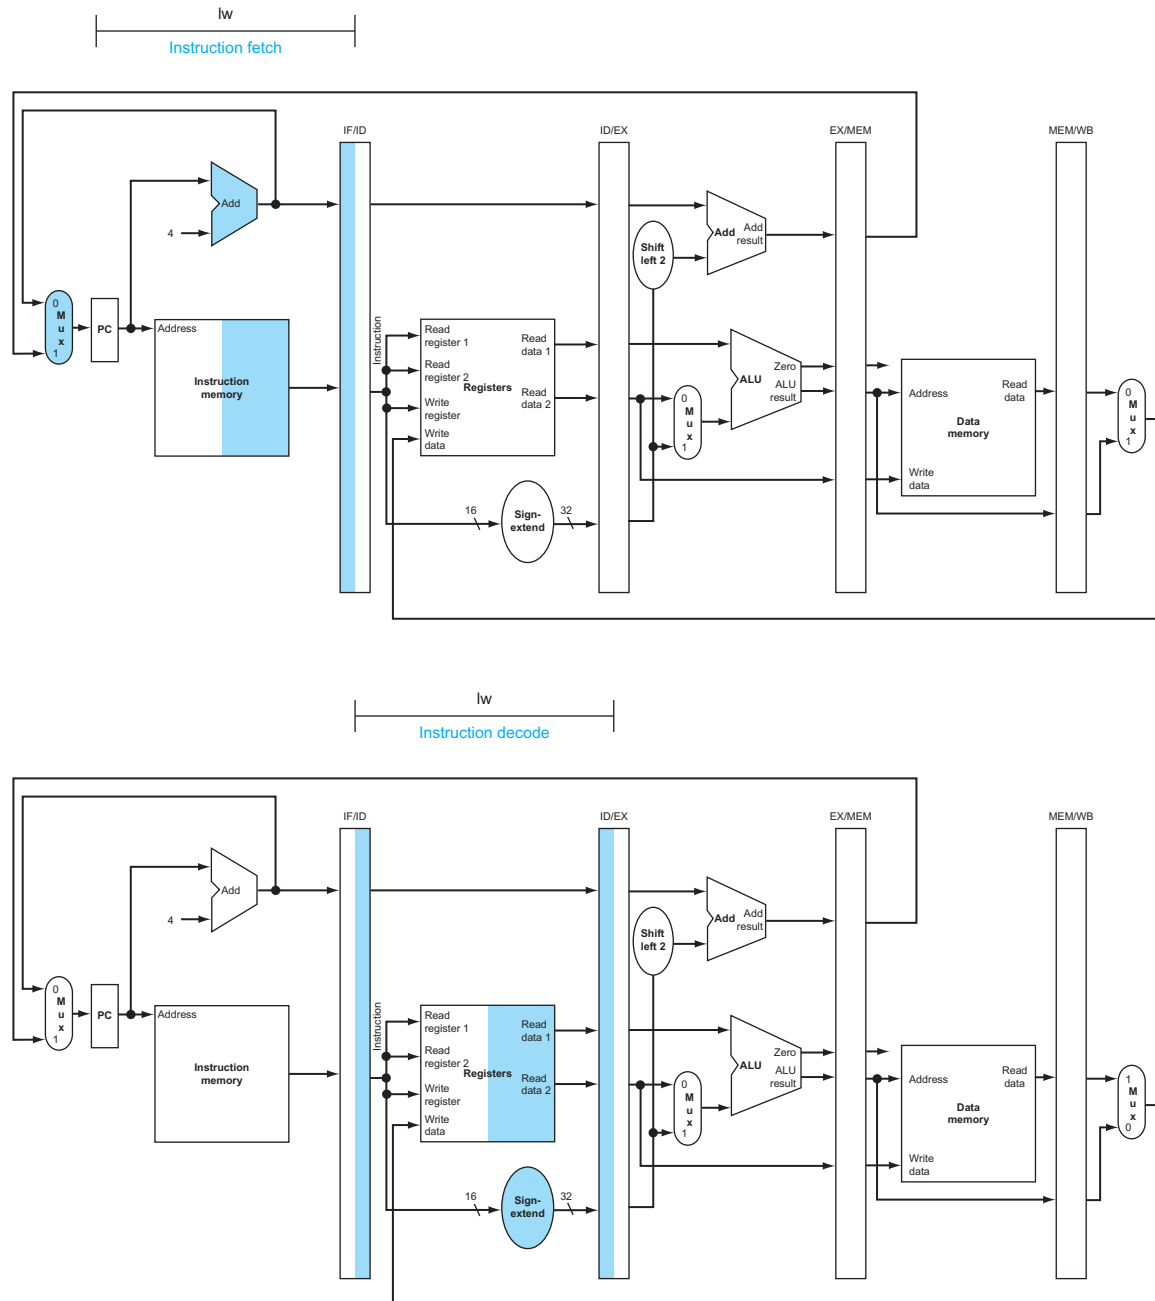 lw
Instruction fetch
IF/ID
ID/EX
EX/MEM
MEM/WB
Add
4
Shift
left 2
Add
Add
result
0
M
u
x
1
PC
Address
Instruction
memory
Instruction
Read
register 1
Read
register 2
Registers
Write
register
Write
data
Read
data 1
Read
data 2
0
M
u
x
1
Zero
ALU
ALU
result
Address
Read
data
Data
memory
Write
data
0
M
u
x
1
16
Sign-
extend
32
lw
Instruction decode
IF/ID
ID/EX
EX/MEM
MEM/WB
Add
4
Shift
left 2
Add
Add
result
0
M
u
x
1
PC
Address
Instruction
memory
Instruction
Read
register 1
Read
register 2
Registers
Write
register
Write
data
Read
data 1
Read
data 2
0
M
u
x
1
Zero
ALU
ALU
result
Address
Read
data
Data
memory
Write
data
1
M
u
x
0
16
Sign-
extend
32